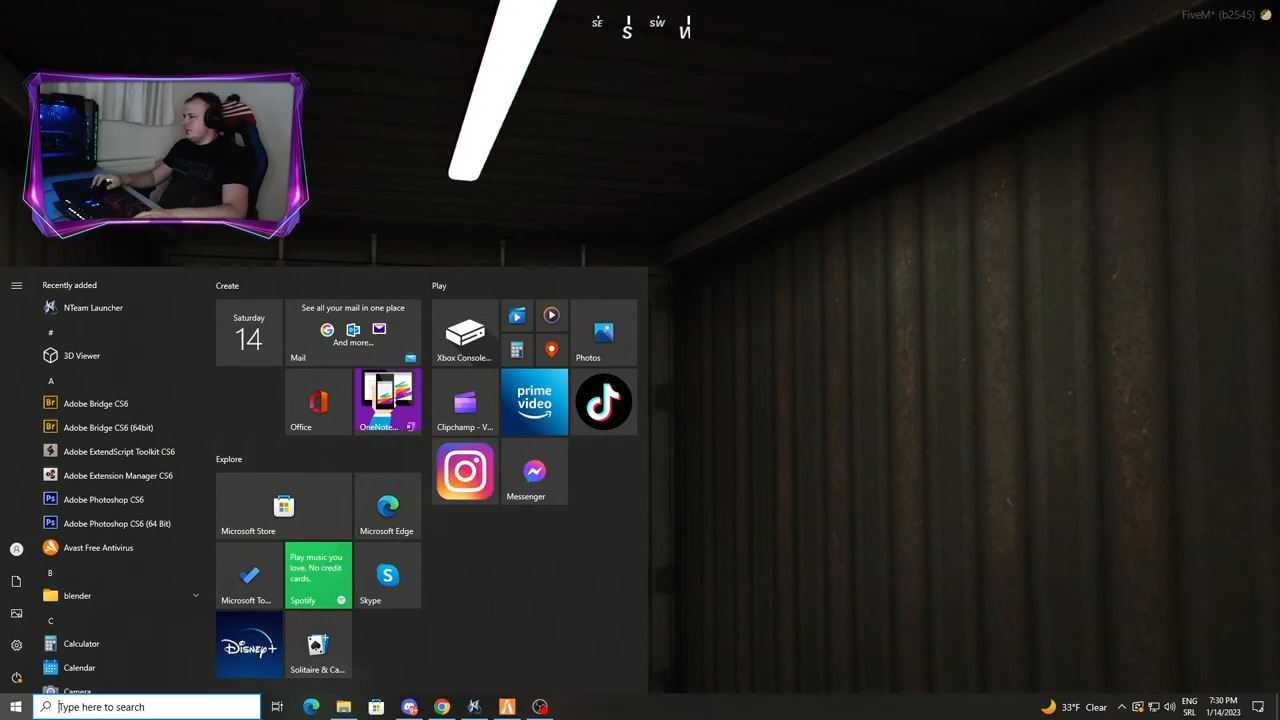 SE S SW W
FiveM* (b2545)
Recently added
NTeam Launcher
#
3D Viewer
A
Br Adobe Bridge CS6
Br Adobe Bridge CS6 (64bit)
Adobe ExtendScript Toolkit CS6
Adobe Extension Manager CS6
Ps Adobe Photoshop CS6
Ps Adobe Photoshop CS6 (64 Bit)
Avast Free Antivirus
B
blender
C
Calculator
Calendar
Camera
Create
Saturday
14
See all your mail in one place
And more...
Mail
Office
OneNote...
Explore
Microsoft Store
Microsoft Edge
Microsoft To...
Play music you
love. No credit
cards.
Spotify
Skype
Disney+
Solitaire & Ca...
Play
Xbox Console...
Photos
Clipchamp - V...
prime
video
Messenger
Type here to search
33°F Clear
ENG
SRL
7:30 PM
1/14/2023